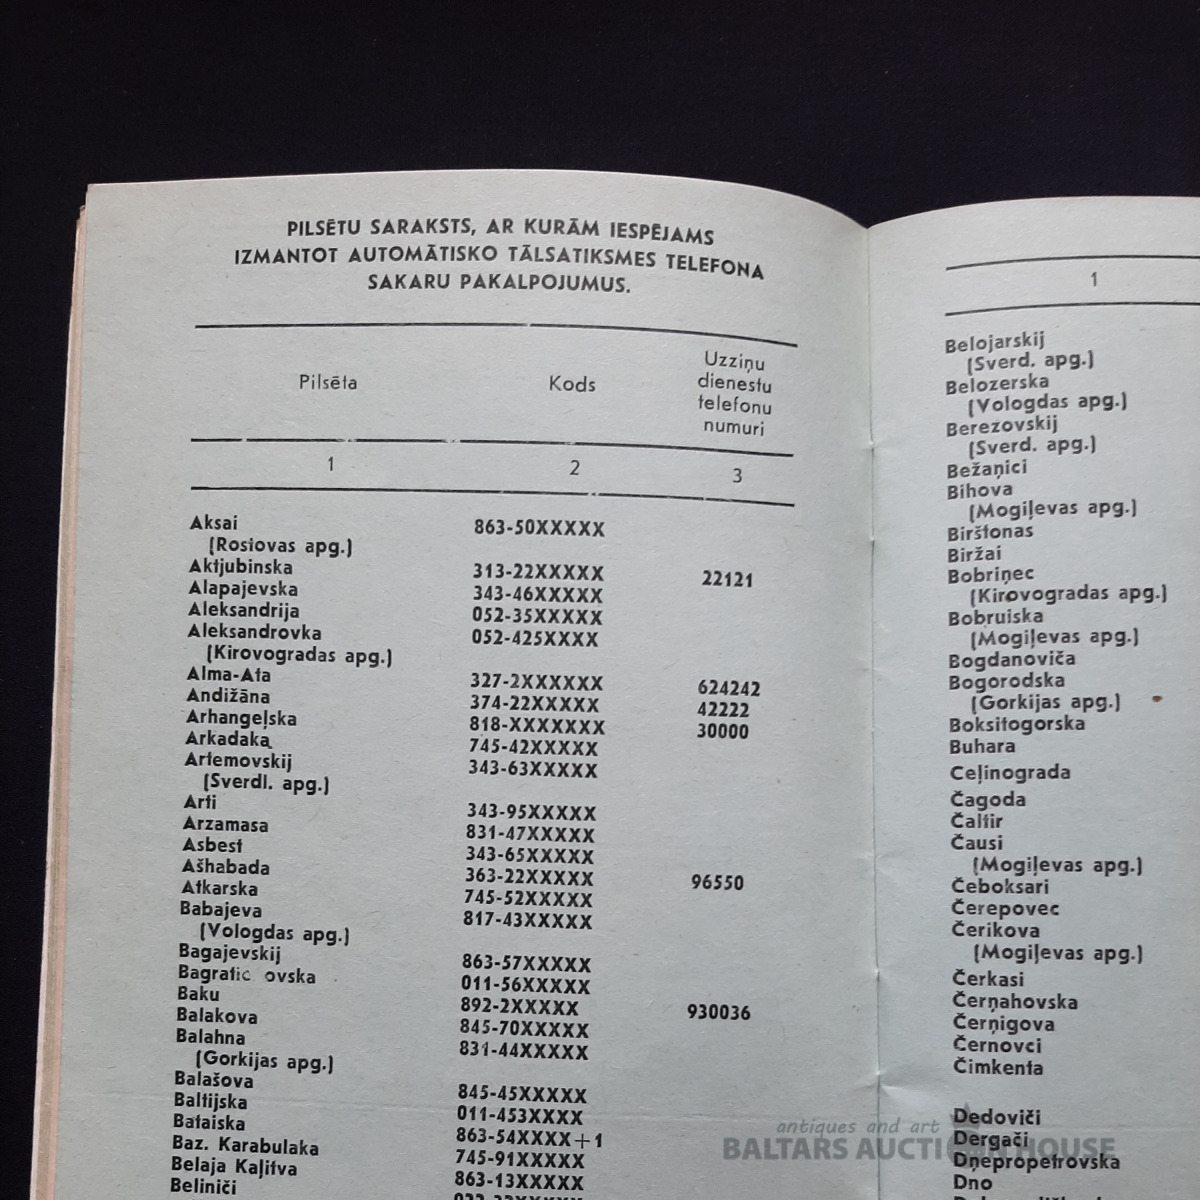 PILSĒTU SARAKSTS, AR KURĀM IESPĒJAMS
IZMANTOT AUTOMĀTISKO TĀLSATIKSMES TELEFONA
SAKARU PAKALPOJUMUS.
Pilsēta Kods Uzziņu dienestu telefonu numuri
1 2 3
Aksai 863-50XXXXX
(Rostovas apg.)
Aktjubinska 313-22XXXXX 22121
Alapajevska 343-46XXXXX
Aleksandrija 052-35XXXXX
Aleksandrovka 052-425XXXX
(Kirovogradas apg.)
Alma-Ata 327-2XXXXXX 624242
Andižāna 374-22XXXXX 42222
Arhangeļska 818-XXXXXXX 30000
Arkadaka 745-42XXXXX
Artemovskij 343-63XXXXX
(Sverdl. apg.)
Arti 343-95XXXXX
Arzamasa 831-47XXXXX
Asbest 343-65XXXXX
Ašhabada 363-22XXXXX 96550
Atkarska 745-52XXXXX
Babajeva 817-43XXXXX
(Vologdas apg.)
Bagajevskij 863-57XXXXX
Bagratic ovska 011-56XXXXX
Baku 892-2XXXXX 930036
Balakova 845-70XXXXX
Balahna 831-44XXXXX
(Gorkijas apg.)
Balašova 845-45XXXXX
Baltijska 011-453XXXX
Bataiska 863-54XXXX+1
Baz. Karabulaka 745-91XXXXX
Belaja Kaļitva 863-13XXXXX
Beliniči
1
Belojarskij
(Sverd. apg.)
Belozerska
(Vologdas apg.)
Berezovskij
(Sverd. apg.)
Bežaņici
Bihova
(Mogiļevas apg.)
Birštonas
Biržai
Bobriņec
(Kirovogradas apg.)
Bobruiska
(Mogiļevas apg.)
Bogdanoviča
Bogorodska
(Gorkijas apg.)
Boksitogorska
Buhara
Ceļinograda
Čagoda
Čaltir
Čausi
(Mogiļevas apg.)
Čeboksari
Čerepovec
Čerikova
(Mogiļevas apg.)
Čerkasi
Čerņahovska
Čerņigova
Černovci
Čimkenta
Dedoviči
Dergači
Dņepropetrovska
Dno
antiques and art
BALTARS AUCTION HOUSE